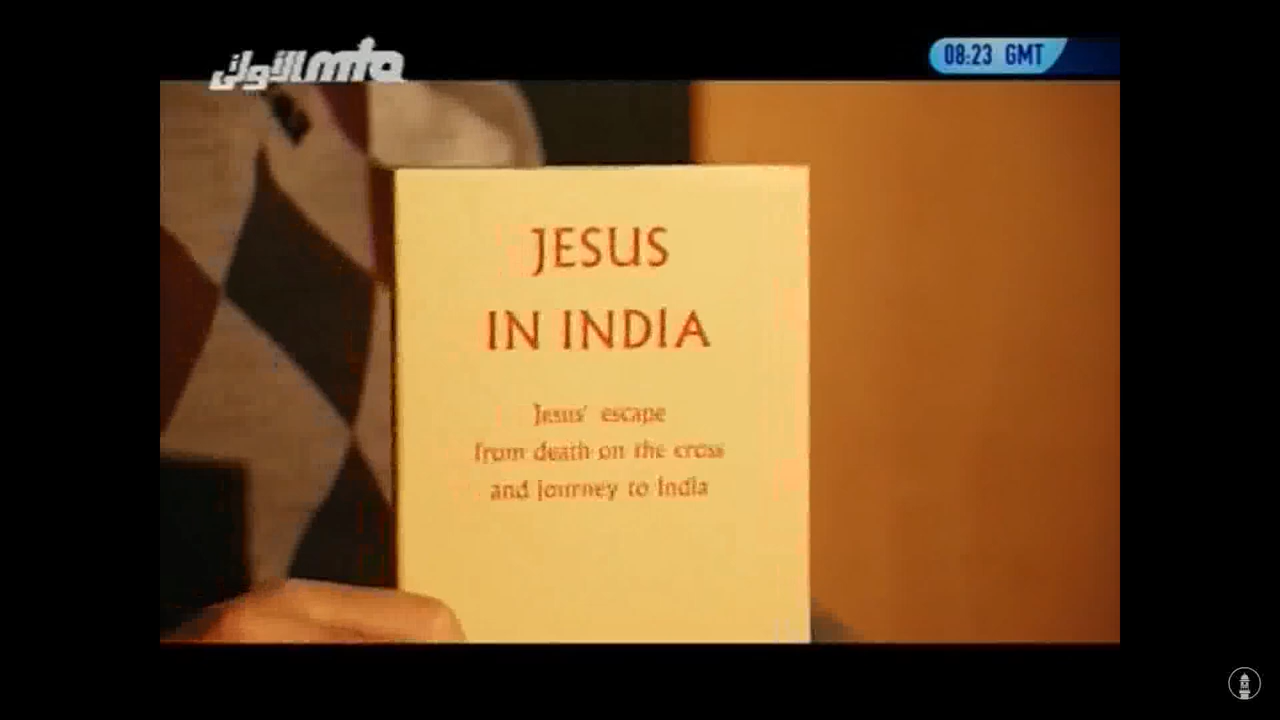 mta الأولى
08:23 GMT
JESUS
IN INDIA
Jesus' escape
from death on the cross
and journey to India